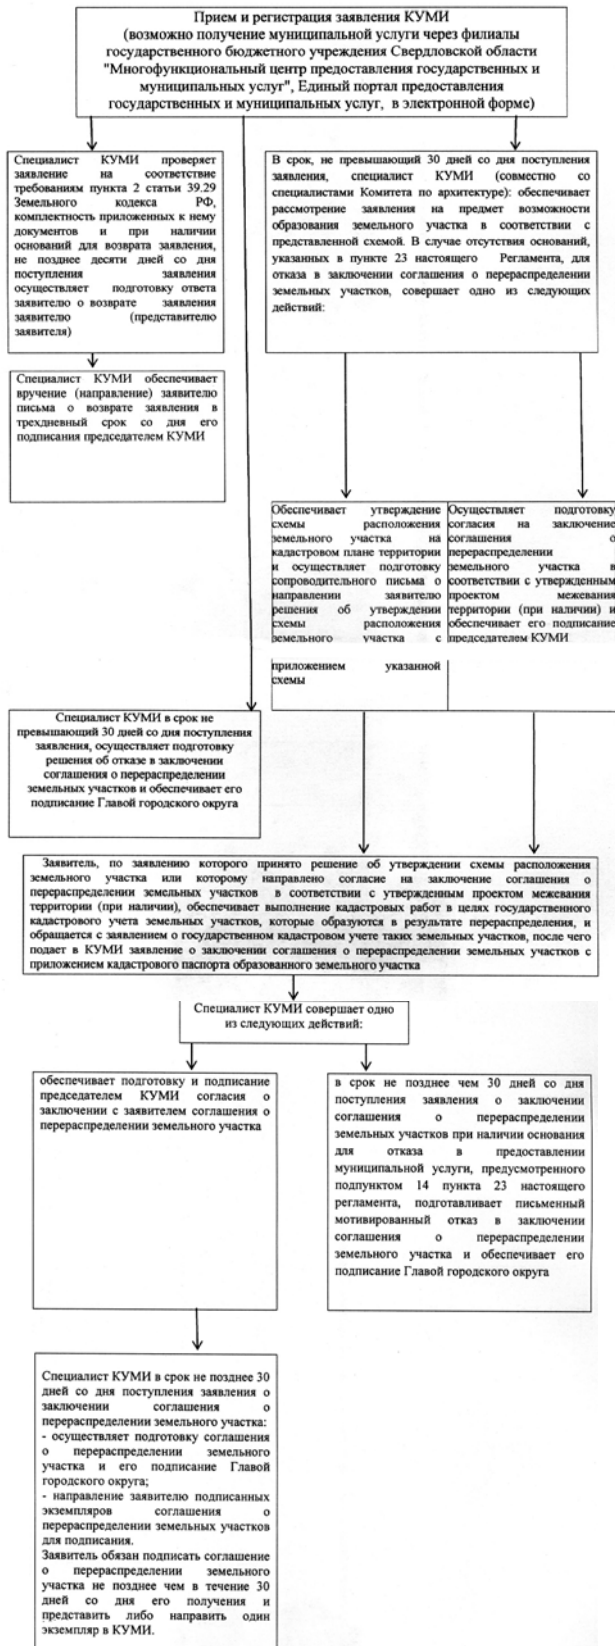 Прием и регистрация заявления КУМИ
(возможно получение муниципальной услуги через филиалы
государственного бюджетного учреждения Свердловской области
"Многофункциональный центр предоставления государственных и
муниципальных услуг", Единый портал предоставления
государственных и муниципальных услуг, в электронной форме)
Специалист КУМИ проверяет
заявление на соответствие
требованиям пункта 2 статьи 39.29
Земельного кодекса РФ,
комплектность приложенных к нему
документов и при наличии
оснований для возврата заявления,
не позднее десяти дней со дня
поступления заявления
осуществляет подготовку ответа
заявителю о возврате заявления
заявителю (представителю
заявителя)
В срок, не превышающий 30 дней со дня поступления
заявления, специалист КУМИ (совместно со
специалистами Комитета по архитектуре): обеспечивает
рассмотрение заявления на предмет возможности
образования земельного участка в соответствии с
представленной схемой. В случае отсутствия оснований,
указанных в пункте 23 настоящего Регламента, для
отказа в заключении соглашения о перераспределении
земельных участков, совершает одно из следующих
действий:
Специалист КУМИ обеспечивает
вручение (направление) заявителю
письма о возврате заявления в
трехдневный срок со дня его
подписания председателем КУМИ
Обеспечивает утверждение
схемы расположения
земельного участка на
кадастровом плане территории
и осуществляет подготовку
сопроводительного письма о
направлении заявителю
решения об утверждении
схемы расположения
земельного участка с
приложением указанной
схемы
Осуществляет подготовку
согласия на заключение
соглашения о
перераспределении
земельного участка в
соответствии с утвержденным
проектом межевания
территории (при наличии) и
обеспечивает его подписание
председателем КУМИ
Специалист КУМИ в срок не
превышающий 30 дней со дня поступления
заявления, осуществляет подготовку
решения об отказе в заключении
соглашения о перераспределении
земельных участков и обеспечивает его
подписание Главой городского округа
Заявитель, по заявлению которого принято решение об утверждении схемы расположения
земельного участка или которому направлено согласие на заключение соглашения о
перераспределении земельных участков в соответствии с утвержденным проектом межевания
территории (при наличии), обеспечивает выполнение кадастровых работ в целях государственного
кадастрового учета земельных участков, которые образуются в результате перераспределения, и
обращается с заявлением о государственном кадастровом учете таких земельных участков, после чего
подает в КУМИ заявление о заключении соглашения о перераспределении земельных участков с
приложением кадастрового паспорта образованного земельного участка
Специалист КУМИ совершает одно
из следующих действий:
обеспечивает подготовку и подписание
председателем КУМИ согласия о
заключении с заявителем соглашения о
перераспределении земельного участка
в срок не позднее чем 30 дней со дня
поступления заявления о заключении
соглашения о перераспределении
земельных участков при наличии основания
для отказа в предоставлении
муниципальной услуги, предусмотренного
подпунктом 14 пункта 23 настоящего
регламента, подготавливает письменный
мотивированный отказ в заключении
соглашения о перераспределении
земельного участка и обеспечивает его
подписание Главой городского округа
Специалист КУМИ в срок не позднее 30
дней со дня поступления заявления о
заключении соглашения о
перераспределении земельного участка:
- осуществляет подготовку соглашения
о перераспределении земельного
участка и его подписание Главой
городского округа;
- направление заявителю подписанных
экземпляров соглашения о
перераспределении земельных участков
для подписания.
Заявитель обязан подписать соглашение
о перераспределении земельного
участка не позднее чем в течение 30
дней со дня его получения и
представить либо направить один
экземпляр в КУМИ.